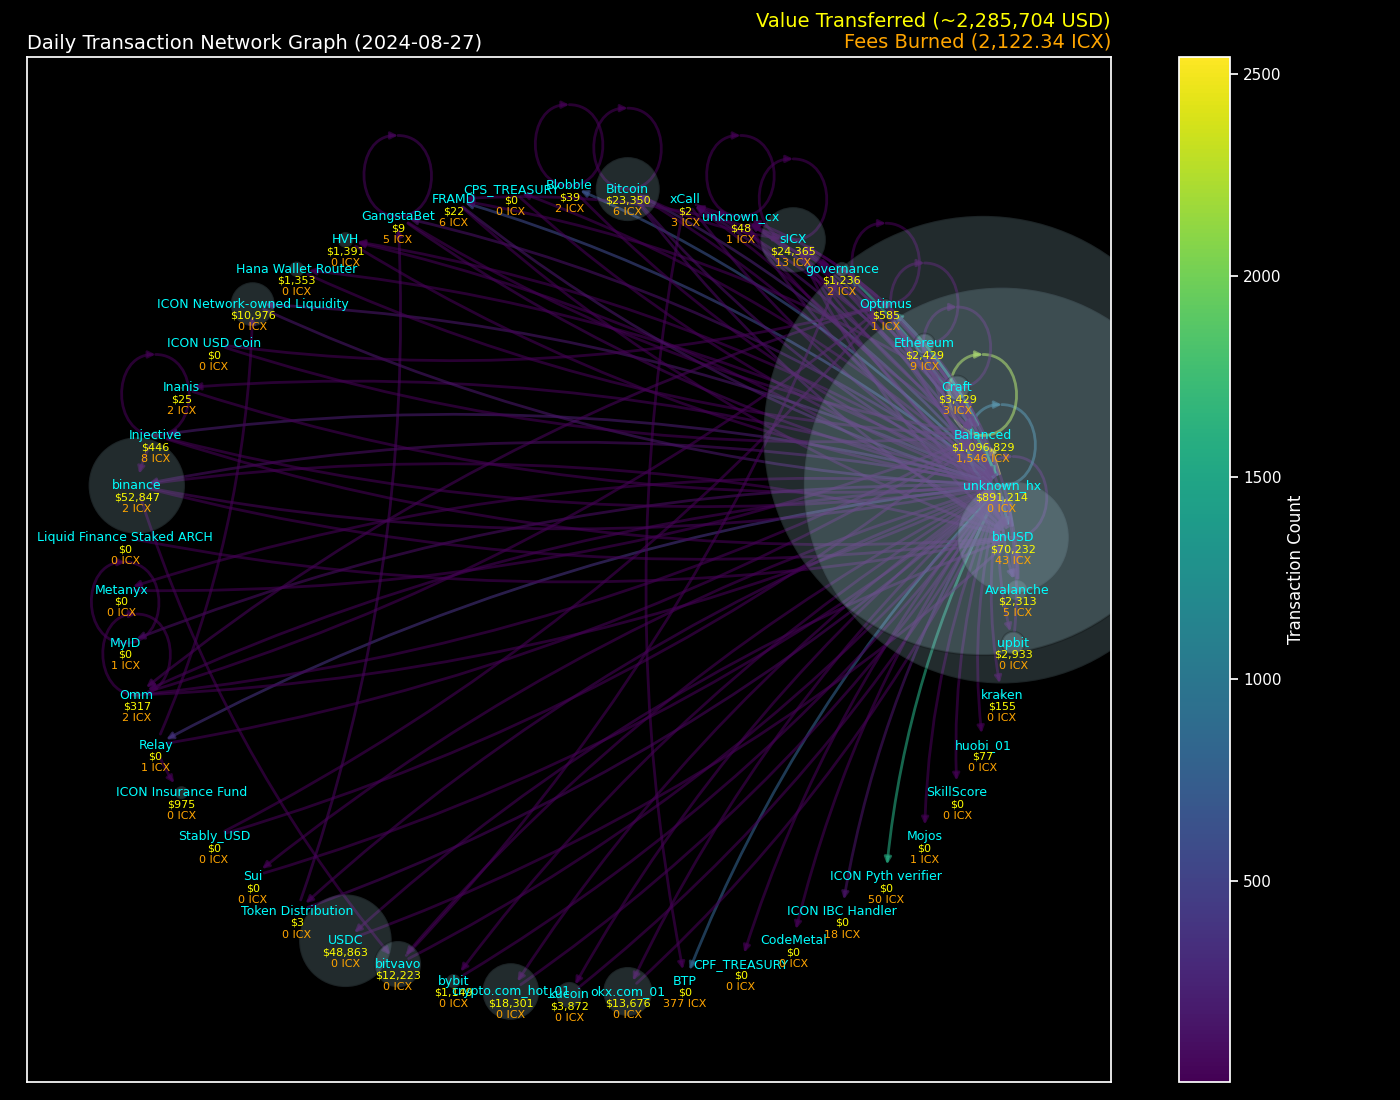 Value Transferred (~2,285,704 USD)
Daily Transaction Network Graph (2024-08-27)
Fees Burned (2,122.34 ICX)
Blobble
$39
2 ICX
Bitcoin
$23,350
6 ICX
CPS_TREASURY
$0
0 ICX
xCall
$2
3 ICX
FRAMD
$22
6 ICX
unknown_cx
$48
1 ICX
GangstaBet
$9
5 ICX
sICX
$24,365
13 ICX
HVH
$1,391
0 ICX
governance
$1,236
2 ICX
Hana Wallet Router
$1,353
0 ICX
Optimus
$585
1 ICX
ICON Network-owned Liquidity
$10,976
0 ICX
Ethereum
$2,429
9 ICX
ICON USD Coin
$0
0 ICX
Craft
$3,429
3 ICX
Inanis
$25
2 ICX
Balanced
$1,096,829
1,546 ICX
Injective
$446
8 ICX
unknown_hx
$891,214
0 ICX
binance
$52,847
2 ICX
bnUSD
$70,232
43 ICX
Liquid Finance Staked ARCH
$0
0 ICX
Avalanche
$2,313
5 ICX
Metanyx
$0
0 ICX
upbit
$2,933
0 ICX
MyID
$0
1 ICX
kraken
$155
0 ICX
Omm
$317
2 ICX
huobi_01
$77
0 ICX
Relay
$0
1 ICX
SkillScore
$0
0 ICX
ICON Insurance Fund
$975
0 ICX
Mojos
$0
1 ICX
Stably_USD
$0
0 ICX
ICON Pyth verifier
$0
50 ICX
Sui
$0
0 ICX
ICON IBC Handler
$0
18 ICX
Token Distribution
$3
0 ICX
CodeMetal
$0
0 ICX
USDC
$48,863
0 ICX
CPF_TREASURY
$0
0 ICX
bitvavo
$12,223
0 ICX
BTP
$0
377 ICX
bybit
0 ICX
crypto.com_hot_01
$18,301
0 ICX
kucoin
$3,872
0 ICX
okx.com_01
$13,676
0 ICX
2500
2000
1500
1000
500
Transaction Count